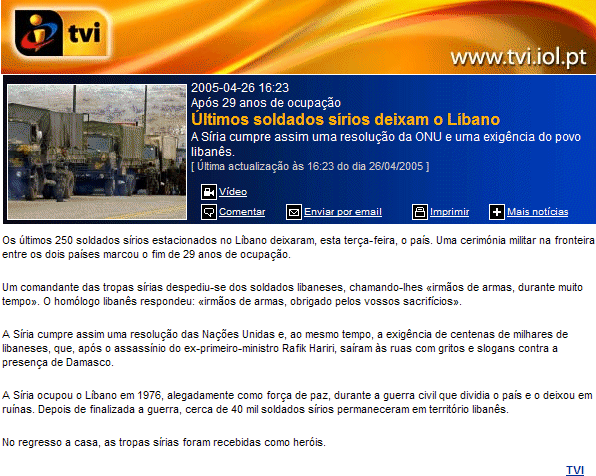 tvi
www.tvi.iol.pt
2005-04-26 16:23
Após 29 anos de ocupação
Últimos soldados sírios deixam o Líbano
A Síria cumpre assim uma resolução da ONU e uma exigência do povo
libanês.
[ Última actualização às 16:23 do dia 26/04/2005 ]
Vídeo
Comentar Enviar por email Imprimir Mais notícias
Os últimos 250 soldados sírios estacionados no Líbano deixaram, esta terça-feira, o país. Uma cerimónia militar na fronteira
entre os dois países marcou o fim de 29 anos de ocupação.
Um comandante das tropas sírias despediu-se dos soldados libaneses, chamando-lhes «irmãos de armas, durante muito
tempo». O homólogo libanês respondeu: «irmãos de armas, obrigado pelos vossos sacrifícios».
A Síria cumpre assim uma resolução das Nações Unidas e, ao mesmo tempo, a exigência de centenas de milhares de
libaneses, que, após o assassínio do ex-primeiro-ministro Rafik Hariri, saíram às ruas com gritos e slogans contra a
presença de Damasco.
A Síria ocupou o Líbano em 1976, alegadamente como força de paz, durante a guerra civil que dividia o país e o deixou em
ruínas. Depois de finalizada a guerra, cerca de 40 mil soldados sírios permaneceram em território libanês.
No regresso a casa, as tropas sírias foram recebidas como heróis.
TVI